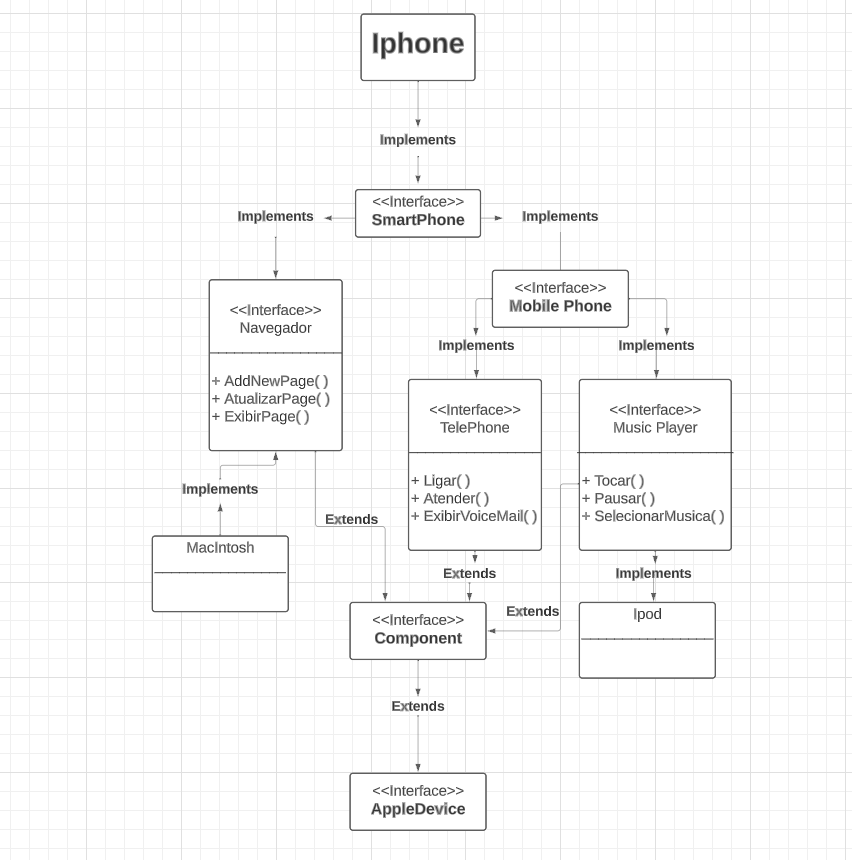 Iphone
Implements
<<Interface>>
SmartPhone
Implements
Implements
<<Interface>>
Mobile Phone
<<Interface>>
Navegador
+ AddNewPage( )
+ AtualizarPage( )
+ ExibirPage( )
Implements
Implements
<<Interface>>
TelePhone
+ Ligar( )
+ Atender( )
+ ExibirVoiceMail( )
<<Interface>>
Music Player
+ Tocar( )
+ Pausar( )
+ SelecionarMusica( )
Implements
Extends
MacIntosh
Extends
Implements
Extends
<<Interface>>
Component
Ipod
Extends
<<Interface>>
AppleDevice